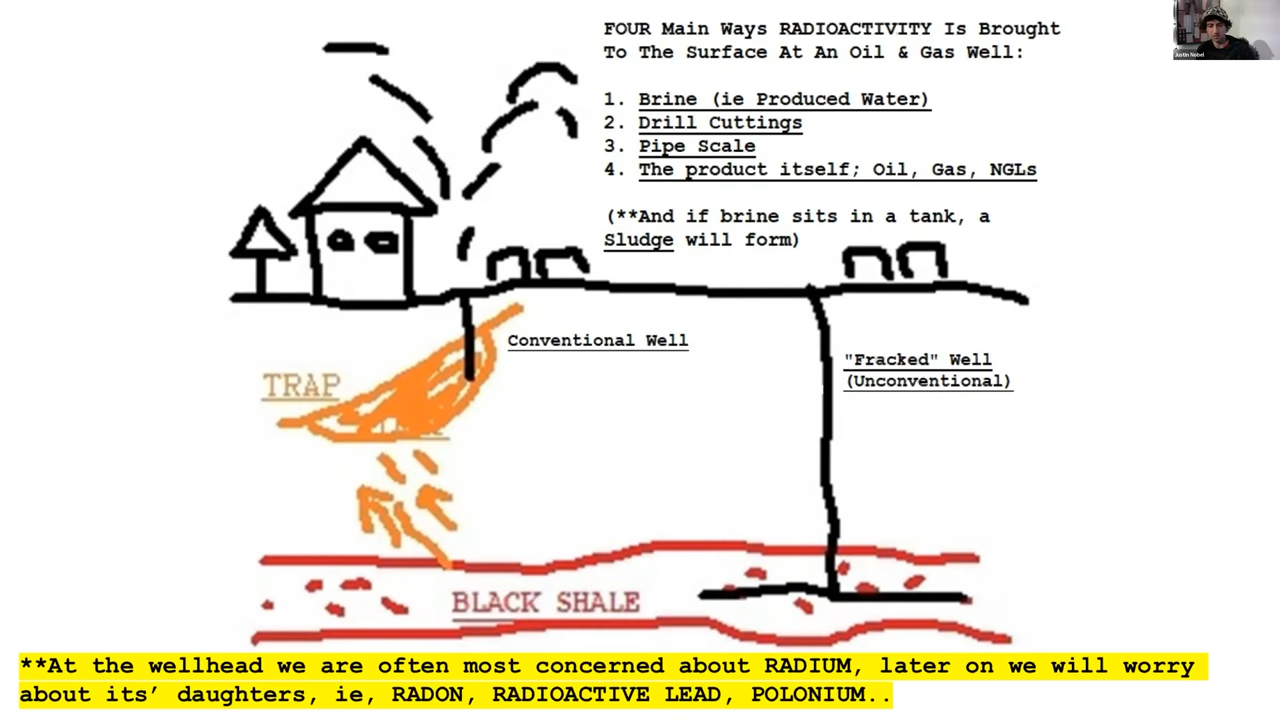 FOUR Main Ways RADIOACTIVITY Is Brought
To The Surface At An Oil & Gas Well:
1. Brine (ie Produced Water)
2. Drill Cuttings
3. Pipe Scale
4. The product itself; Oil, Gas, NGLs
(**And if brine sits in a tank, a
Sludge will form)
Justin Nobel
Conventional Well
"Fracked" Well
(Unconventional)
TRAP
BLACK SHALE
**At the wellhead we are often most concerned about RADIUM, later on we will worry
about its’ daughters, ie, RADON, RADIOACTIVE LEAD, POLONIUM..